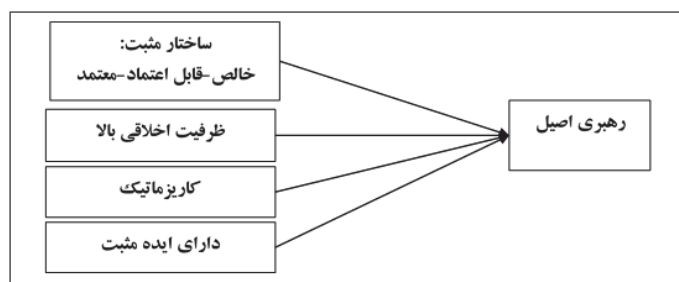 ساختار مثبت:
خالص-قابل اعتماد-معتمد
ظرفیت اخلاقی بالا
کاریزماتیک
دارای ایده مثبت
رهبری اصیل